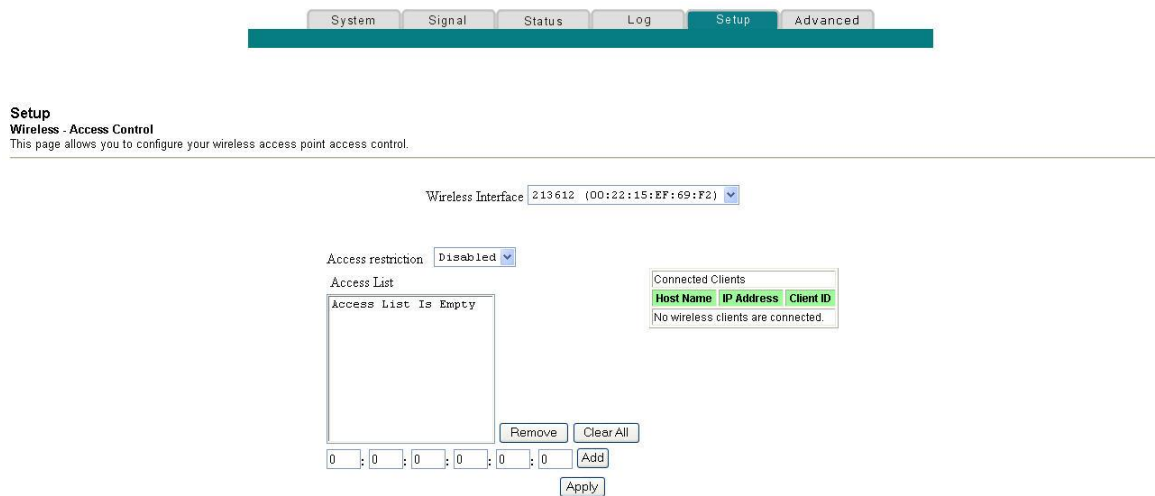 System Signal Status Log Setup Advanced
Setup
Wireless - Access Control
This page allows you to configure your wireless access point access control.
Wireless Interface 213612 (00:22:15:EF:69:F2)
Access restriction Disabled
Access List
Access List Is Empty
Connected Clients
Host Name IP Address Client ID
No wireless clients are connected.
Remove Clear All
0 : 0 : 0 : 0 : 0 : 0 Add
Apply